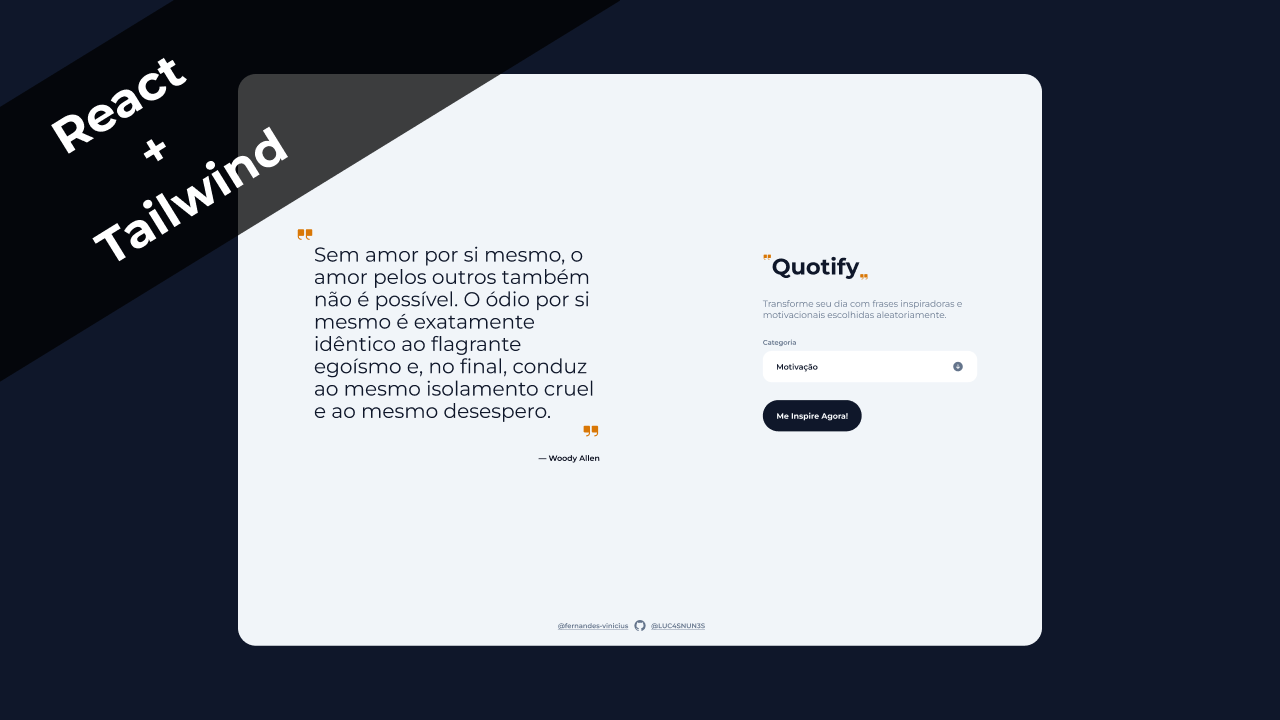 React
+
Tailwind
Sem amor por si mesmo, o
amor pelos outros também
não é possível. O ódio por si
mesmo é exatamente
idêntico ao flagrante
egoísmo e, no final, conduz
ao mesmo isolamento cruel
e ao mesmo desespero.
— Woody Allen
"Quotify"
Transforme seu dia com frases inspiradoras e
motivacionais escolhidas aleatoriamente.
Categoria
Motivação
Me Inspire Agora!
@fernandes-vinicius @LUC4SNUN3S